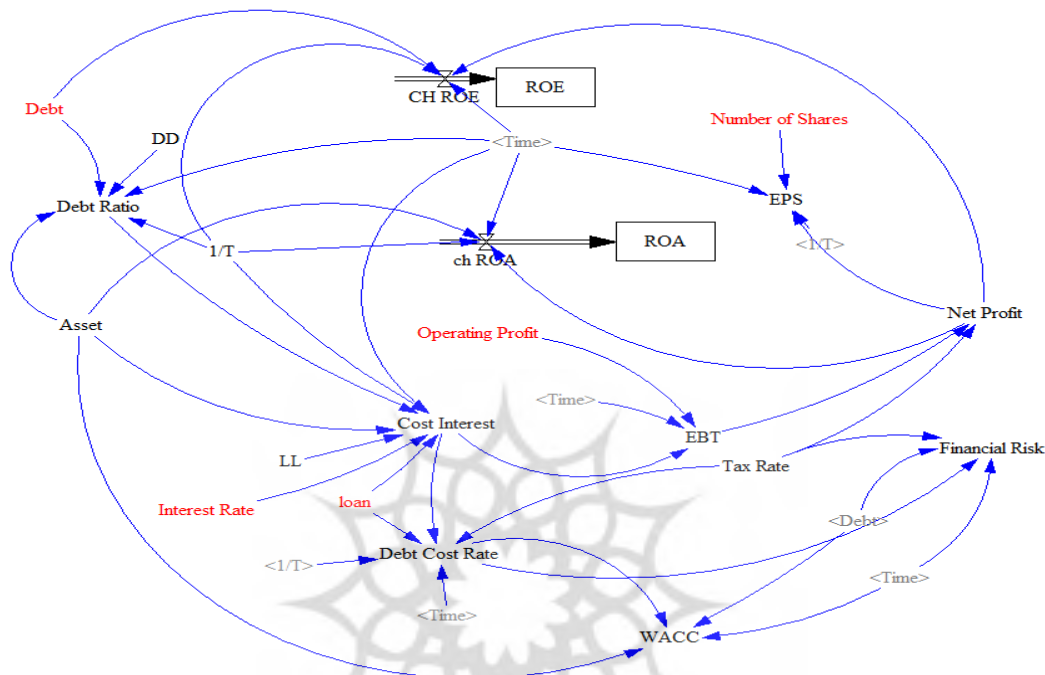 ROE
CH ROE
Debt
Number of Shares
DD
<Time>
EPS
Debt Ratio
<1/T>
ROA
1/T
ch ROA
Asset
Net Profit
Operating Profit
<Time>
Cost Interest
EBT
Financial Risk
LL
Tax Rate
Interest Rate
loan
<Debt>
Debt Cost Rate
<1/T>
<Time>
<Time>
WACC